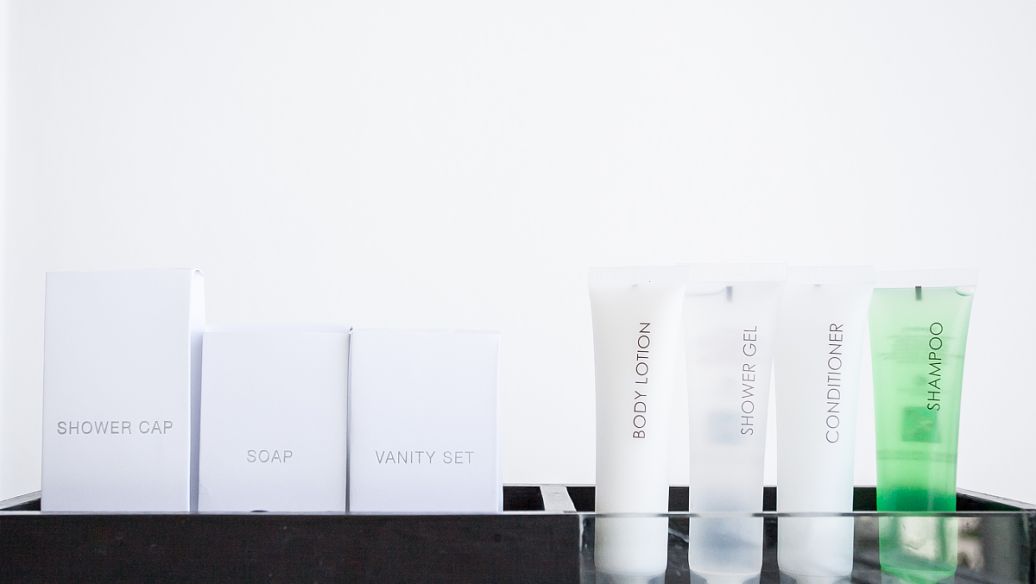 SHOWER CAP
SOAP
VANITY SET
BODY LOTION
SHOWER GEL
CONDITIONER
SHAMPOO